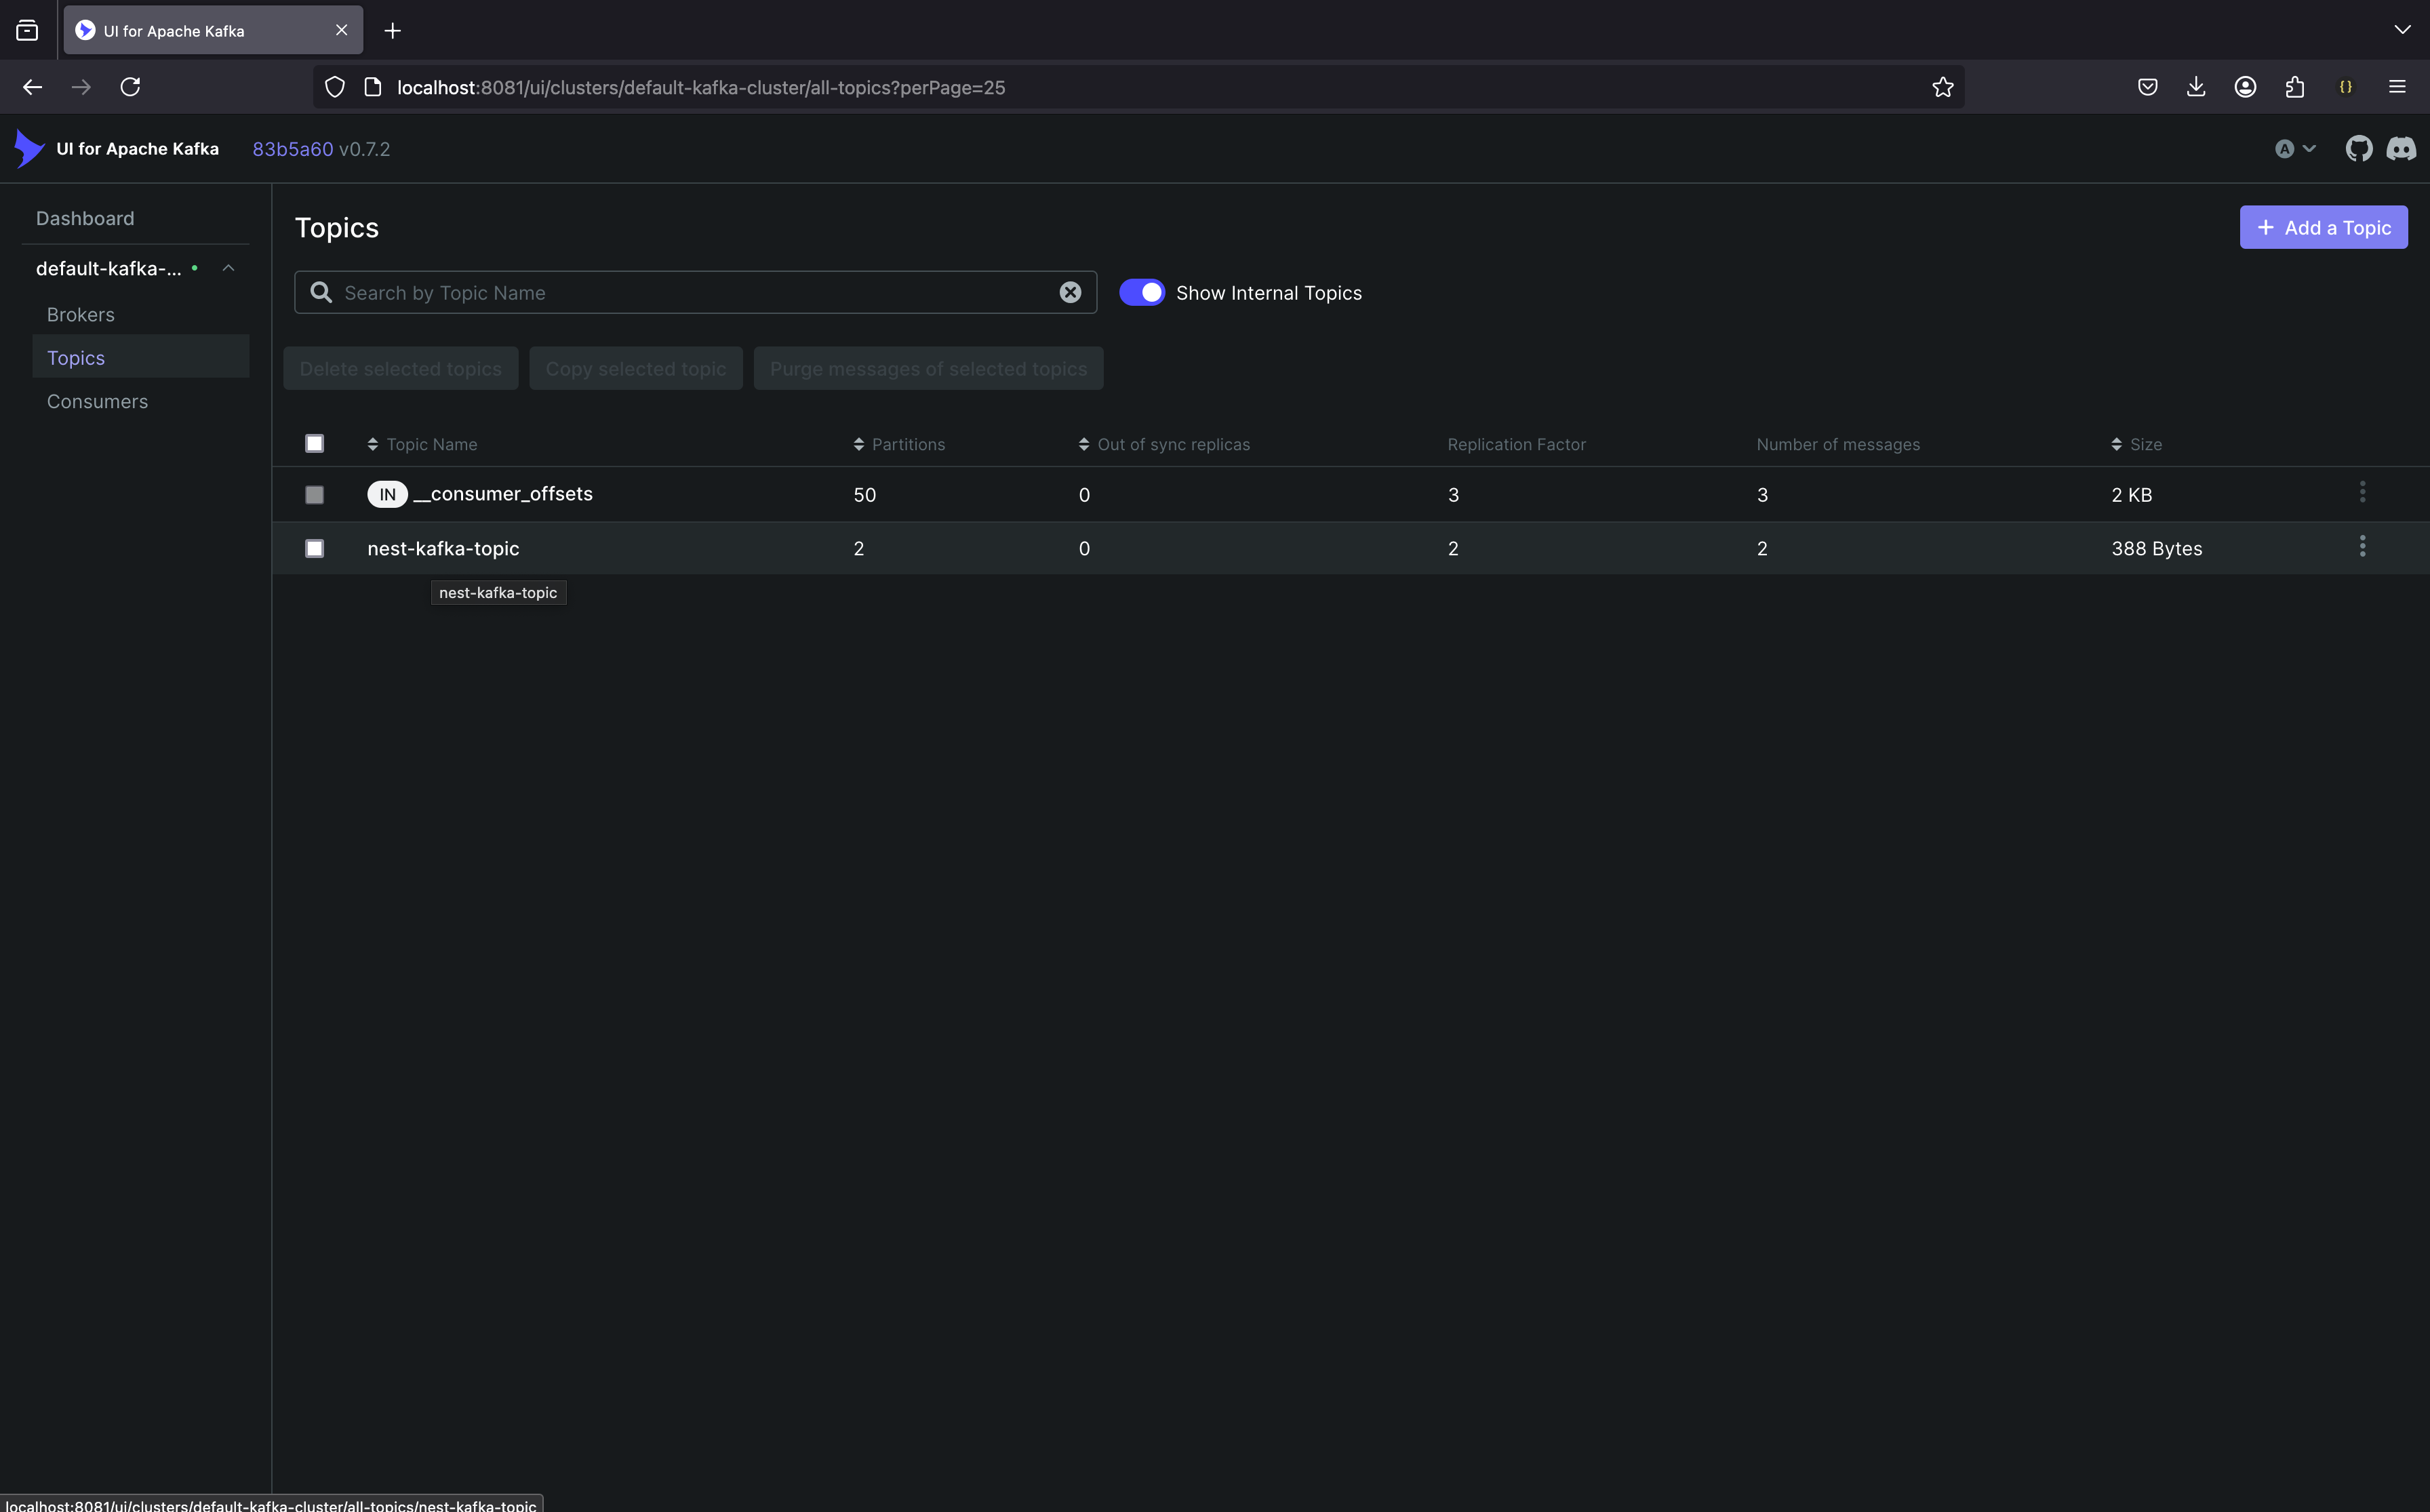 UI for Apache Kafka
localhost:8081/ui/clusters/default-kafka-cluster/all-topics?perPage=25
{}
UI for Apache Kafka 83b5a60 v0.7.2
A
Dashboard
default-kafka-...
Brokers
Topics
Consumers
Topics
Add a Topic
Search by Topic Name
Show Internal Topics
Delete selected topics Copy selected topic Purge messages of selected topics
Topic Name Partitions Out of sync replicas Replication Factor Number of messages Size
IN __consumer_offsets 50 0 3 3 2 KB
nest-kafka-topic 2 0 2 2 388 Bytes
nest-kafka-topic
localhost:8081/ui/clusters/default-kafka-cluster/all-topics/nest-kafka-topic